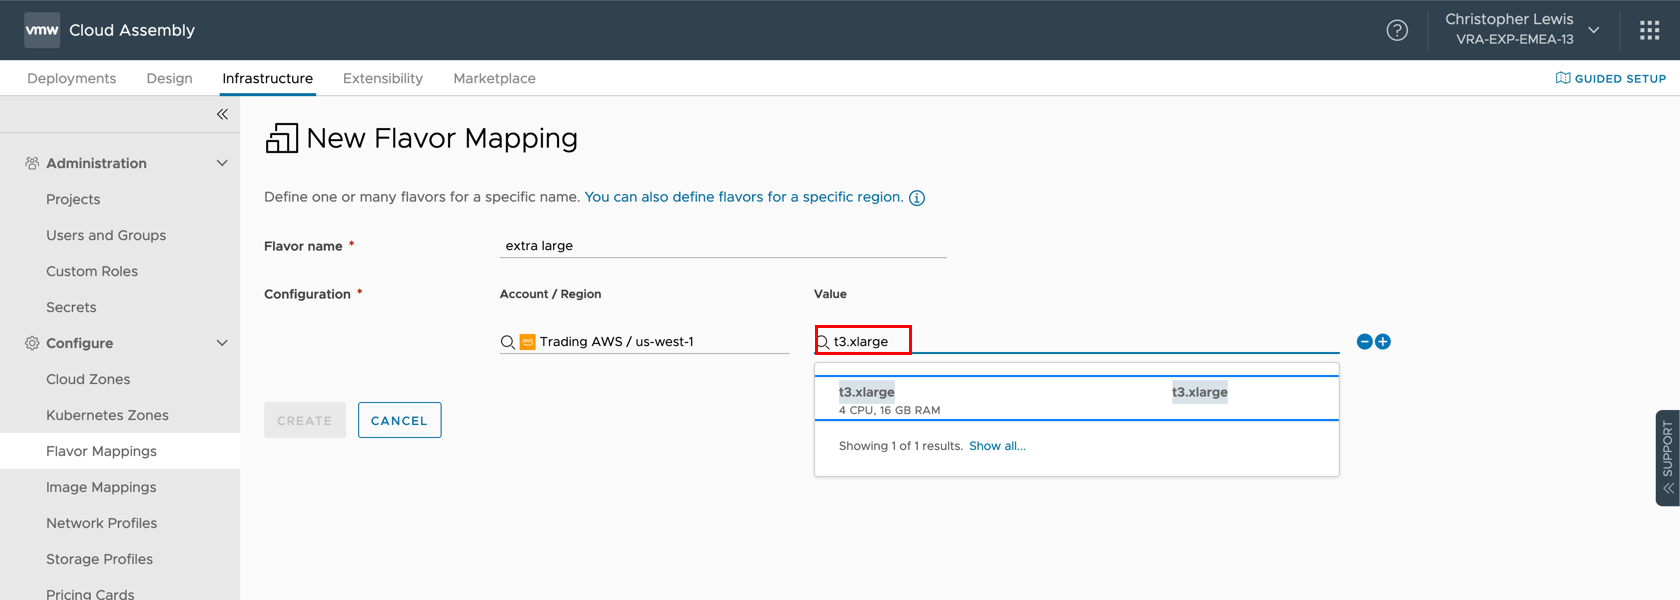 vmw Cloud Assembly
Christopher Lewis
VRA-EXP-EMEA-13
Deployments Design Infrastructure Extensibility Marketplace
GUIDED SETUP
Administration
Projects
Users and Groups
Custom Roles
Secrets
Configure
Cloud Zones
Kubernetes Zones
Flavor Mappings
Image Mappings
Network Profiles
Storage Profiles
Pricing Cards
New Flavor Mapping
Define one or many flavors for a specific name. You can also define flavors for a specific region.
Flavor name * extra large
Configuration * Account / Region Value
aws Trading AWS / us-west-1 t3.xlarge
t3.xlarge t3.xlarge
4 CPU, 16 GB RAM
Showing 1 of 1 results. Show all...
CREATE CANCEL
SUPPORT